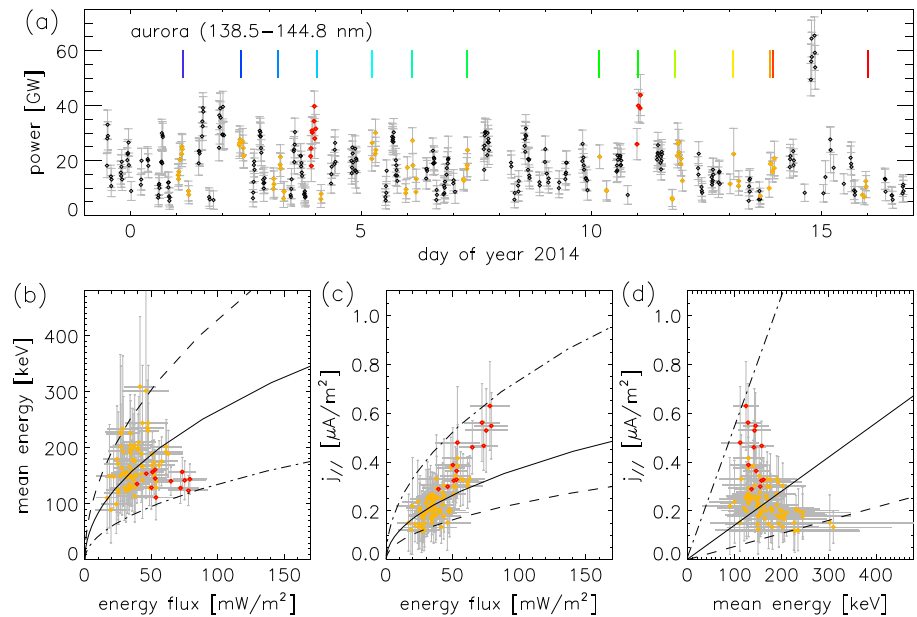 (a)
aurora (138.5−144.8 nm)
power [GW]
60
40
20
0
0
5
10
15
day of year 2014
(b)
mean energy [keV]
400
300
200
100
0
0
50
100
150
energy flux [mW/m²]
(c)
j// [μA/m²]
1.0
0.8
0.6
0.4
0.2
0.0
0
50
100
150
energy flux [mW/m²]
(d)
j// [μA/m²]
1.0
0.8
0.6
0.4
0.2
0.0
0
100
200
300
400
mean energy [keV]